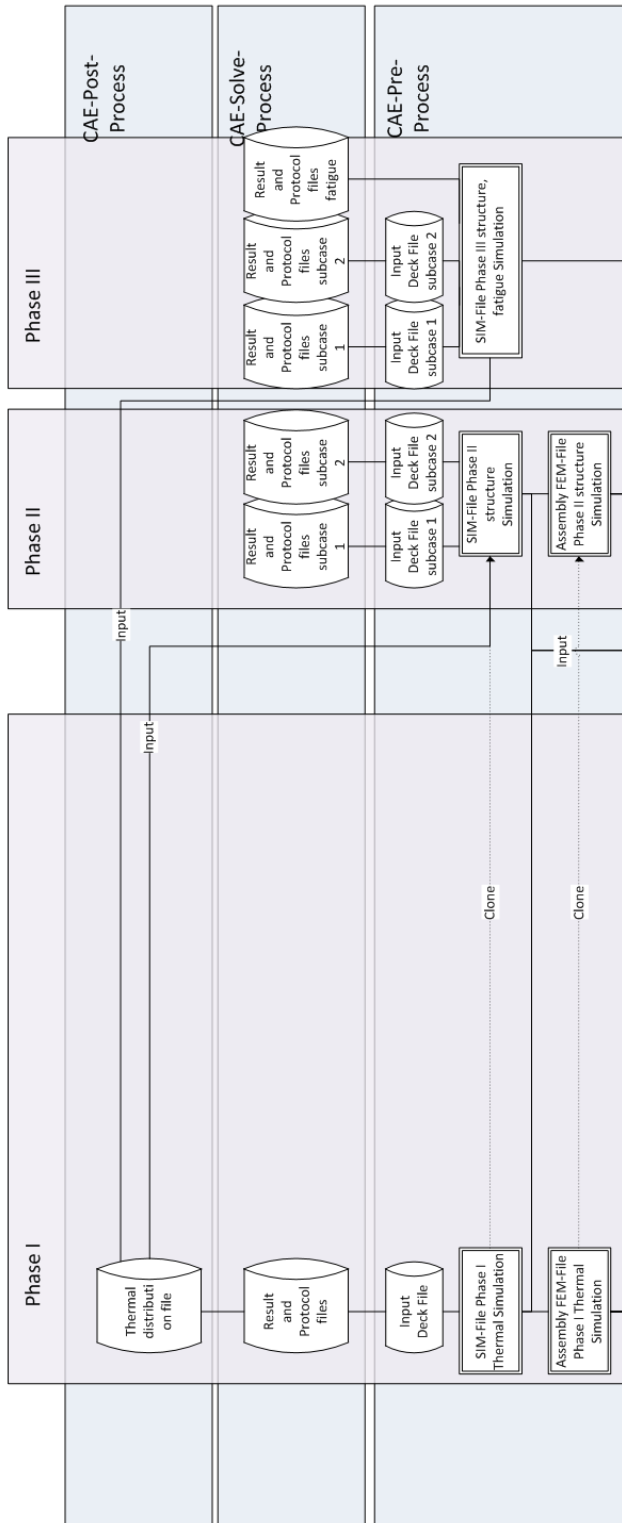 Phase I
Phase II
Phase III
CAE-Post-
Process
CAE-Solve-
Process
CAE-Pre-
Process
Thermal
distributi
on file
Input
Input
Result
and
Protocol
files
Result
and
Protocol
files
subcase
1
Result
and
Protocol
files
subcase
2
Result
and
Protocol
files
subcase
1
Result
and
Protocol
files
subcase
2
Result
and
Protocol
files
fatigue
Input
Deck File
Input
Deck File
subcase 1
Input
Deck File
subcase 2
Input
Deck File
subcase 1
Input
Deck File
subcase 2
SIM-File Phase I
Thermal Simulation
Clone
SIM-File Phase II
structure
Simulation
SIM-File Phase III structure,
fatigue Simulation
Input
Assembly FEM-File
Phase I Thermal
Simulation
Clone
Assembly FEM-File
Phase II structure
Simulation